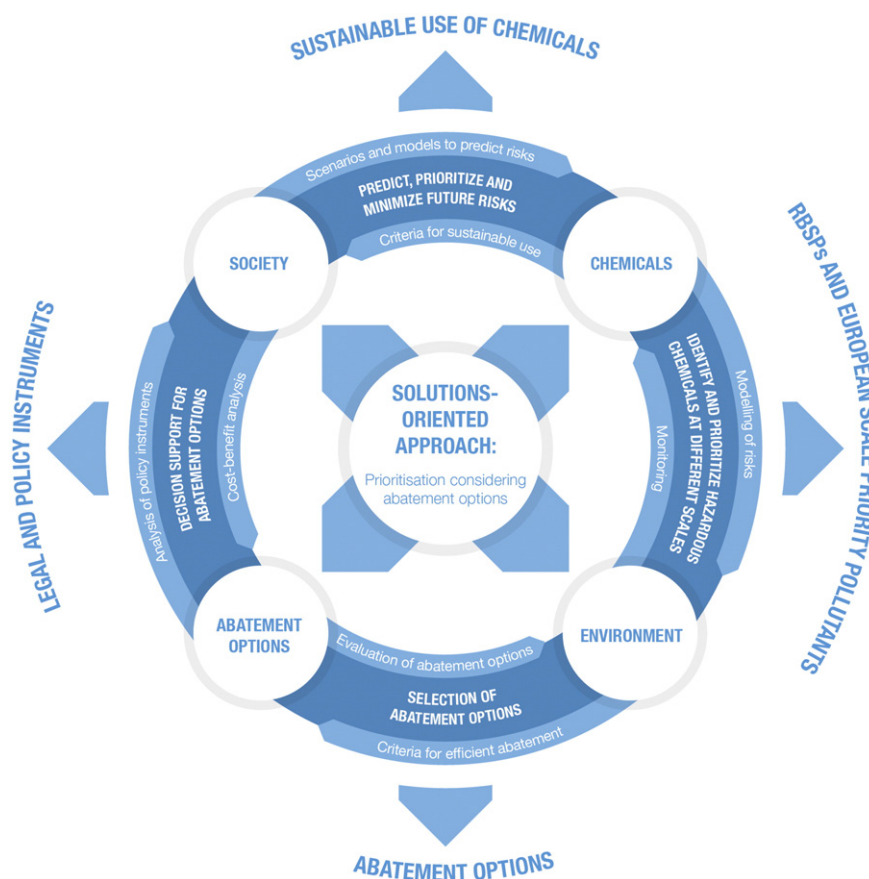 SUSTAINABLE USE OF CHEMICALS
Scenarios and models to predict risks
PREDICT, PRIORITIZE AND
MINIMIZE FUTURE RISKS
Criteria for sustainable use
SOCIETY
CHEMICALS
RBSPs AND EUROPEAN SCALE PRIORITY POLLUTANTS
Modelling of risks
IDENTIFY AND PRIORITIZE HAZARDOUS
CHEMICALS AT DIFFERENT SCALES
Monitoring
LEGAL AND POLICY INSTRUMENTS
Analysis of policy instruments
DECISION SUPPORT FOR
ABATEMENT OPTIONS
Cost-benefit analysis
SOLUTIONS-
ORIENTED
APPROACH:
Prioritisation considering
abatement options
ABATEMENT
OPTIONS
ENVIRONMENT
Evaluation of abatement options
SELECTION OF
ABATEMENT OPTIONS
Criteria for efficient abatement
ABATEMENT OPTIONS